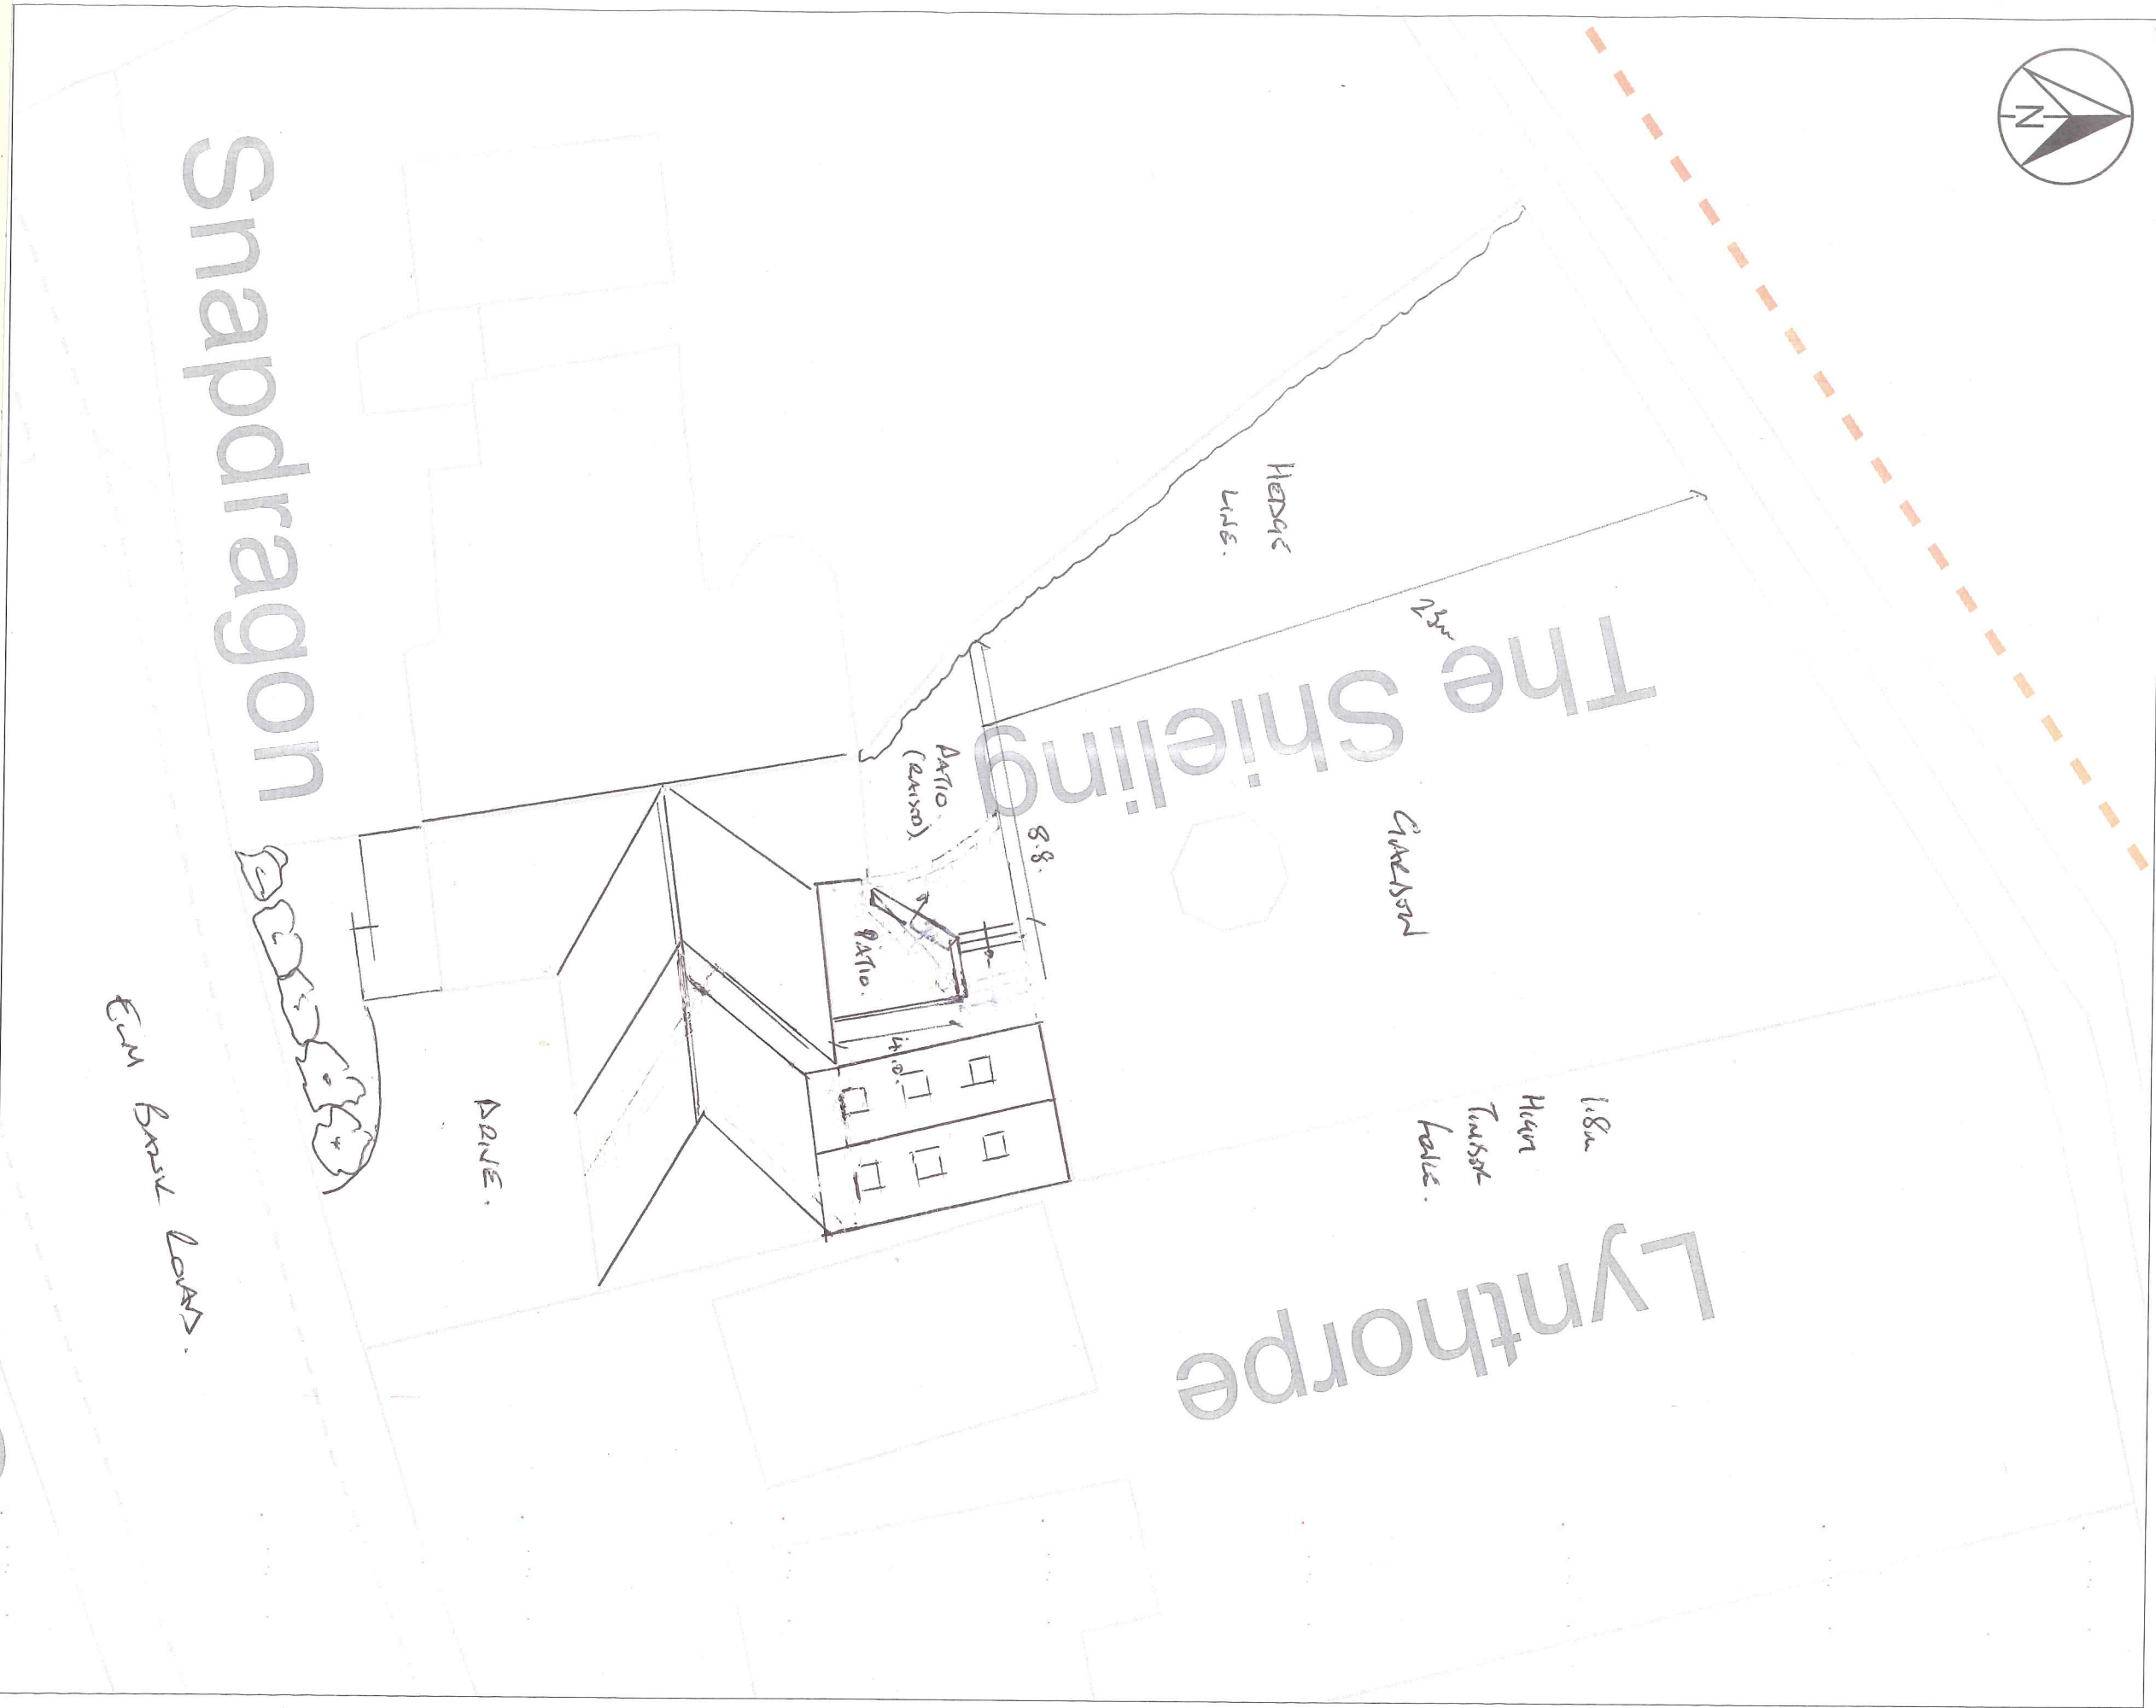 N
Snapdragon
The Shieling
Lynthorpe
HEDGE
LINE.
23m
GARDEN
PATIO.
(RAISED)
8.8.
PATIO.
4.0.
1.8m
HIGH
TIMBER
DRIVE.
ELM BANK ROAD.